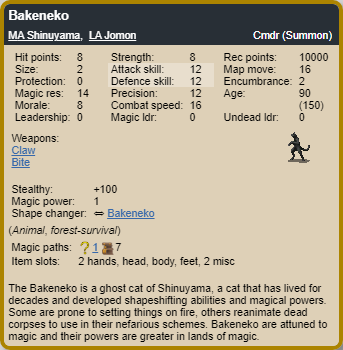 Bakeneko
MA Shinuyama, LA Jomon Cmdr (Summon)
Hit points: 8 Strength: 8 Rec points: 10000
Size: 2 Attack skill: 12 Map move: 16
Protection: 0 Defence skill: 12 Encumbrance: 2
Magic res: 14 Precision: 12 Age: 90
Morale: 8 Combat speed: 16 (150)
Leadership: 0 Magic ldr: 0 Undead ldr: 0
Weapons:
Claw
Bite
Stealthy: +100
Magic power: 1
Shape changer: ⇔ Bakeneko
(Animal, forest-survival)
Magic paths: ? 1 7
Item slots: 2 hands, head, body, feet, 2 misc
The Bakeneko is a ghost cat of Shinuyama, a cat that has lived for
decades and developed shapeshifting abilities and magical powers.
Some are prone to setting things on fire, others reanimate dead
corpses to use in their nefarious schemes. Bakeneko are attuned to
magic and their powers are greater in lands of magic.